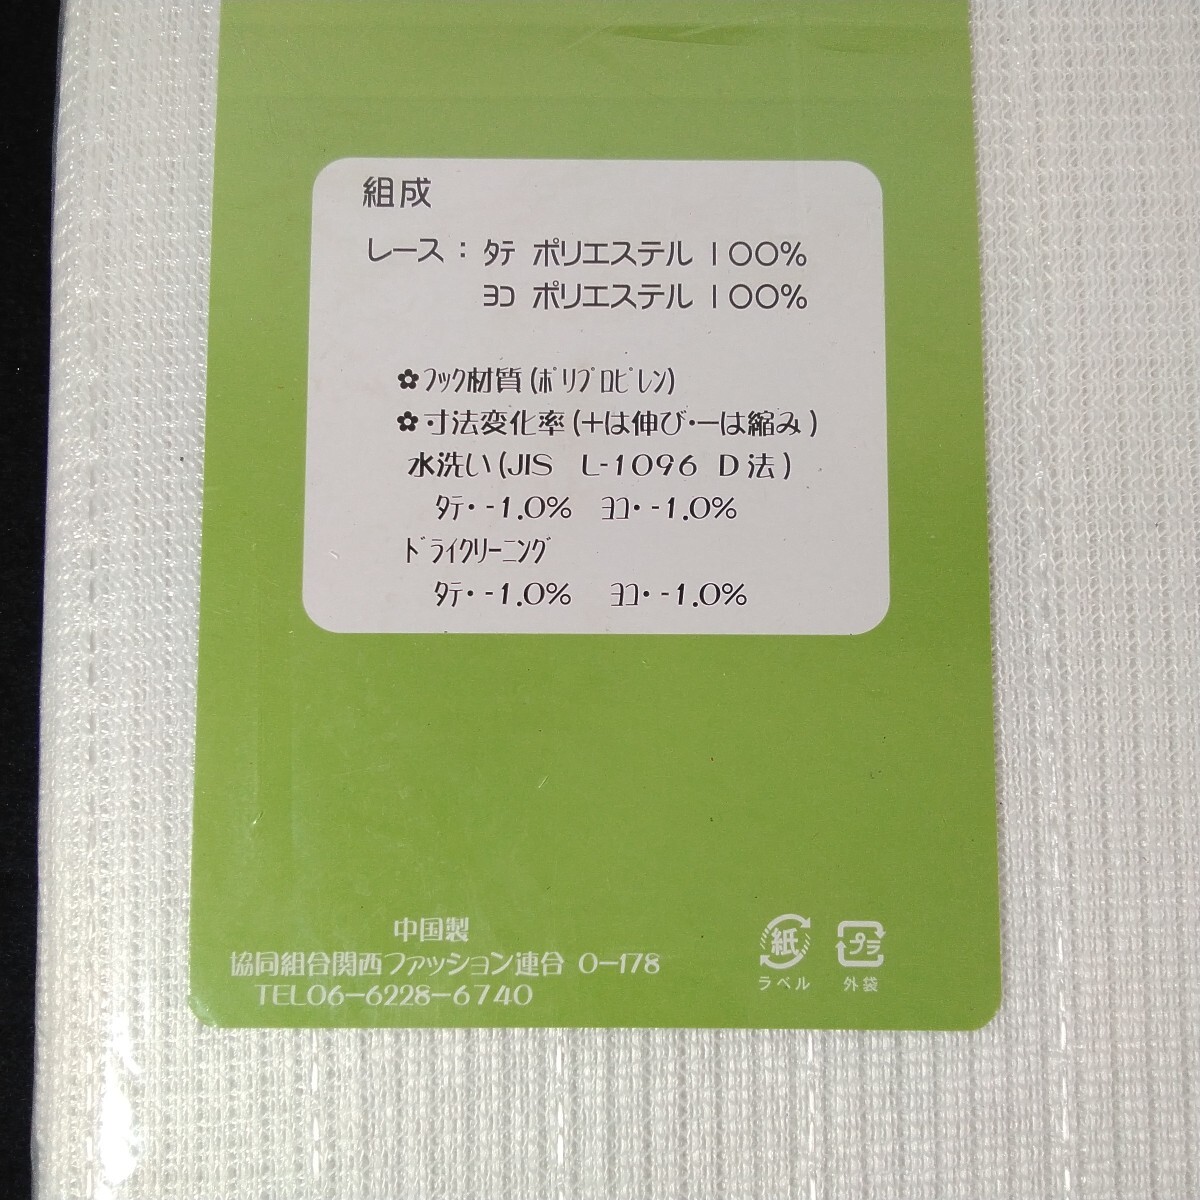 組成
レース：タテ ポリエステル 100%
ヨコ ポリエステル 100%
✿フック材質(ポリプロピレン)
✿寸法変化率(+は伸び・ーは縮み)
水洗い(JIS L-1096 D法)
タテ・-1.0% ヨコ・-1.0%
ドライクリーニング
タテ・-1.0% ヨコ・-1.0%
中国製
協同組合関西ファッション連合 O-178
TEL06-6228-6740
紙 プラ
ラベル 外袋